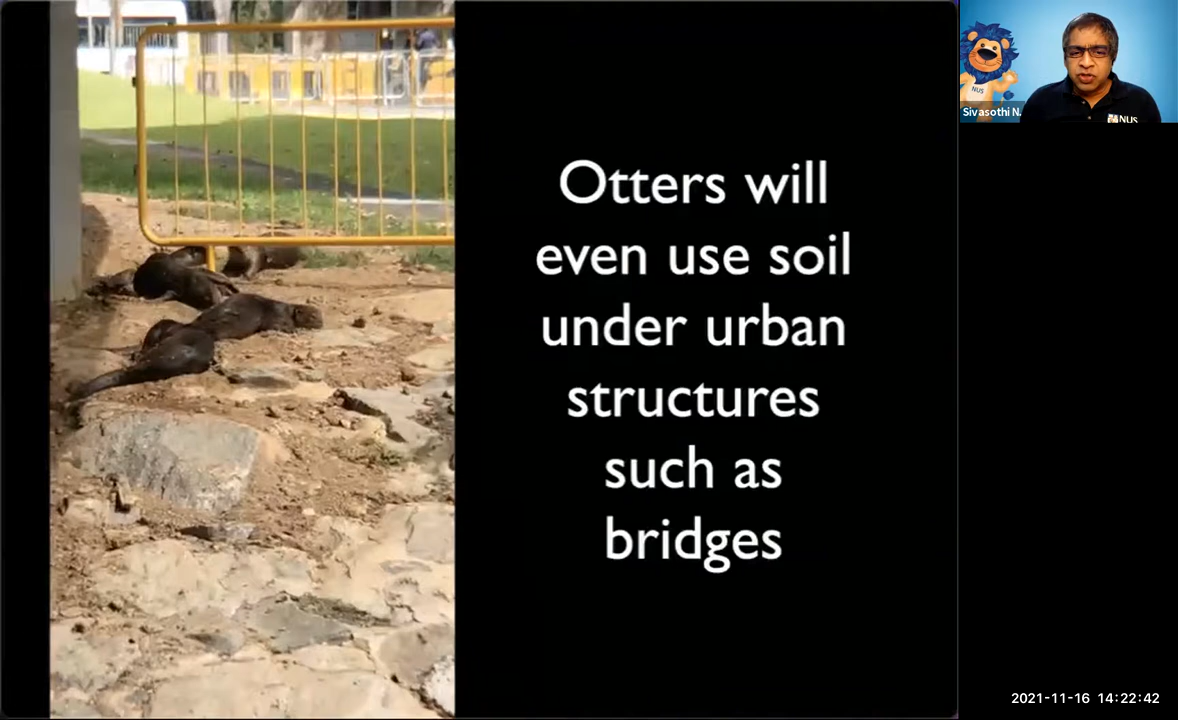 Otters will
even use soil
under urban
structures
such as
bridges
NUS
Sivasothi N.
NUS
2021-11-16 14:22:42